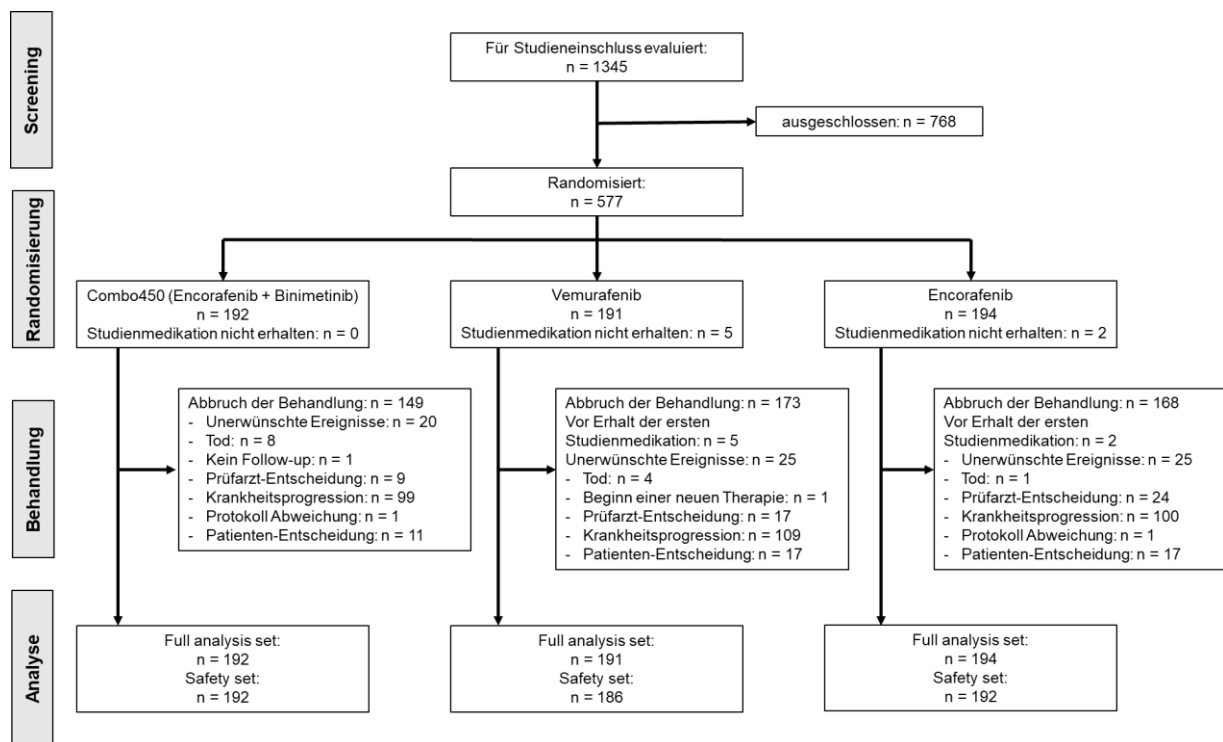 Screening
Für Studieneinschluss evaluiert:
n = 1345
ausgeschlossen: n = 768
Randomisierung
Randomisiert:
n = 577
Combo450 (Encorafenib + Binimetinib)
n = 192
Studienmedikation nicht erhalten: n = 0
Vemurafenib
n = 191
Studienmedikation nicht erhalten: n = 5
Encorafenib
n = 194
Studienmedikation nicht erhalten: n = 2
Behandlung
Abbruch der Behandlung: n = 149
- Unerwünschte Ereignisse: n = 20
- Tod: n = 8
- Kein Follow-up: n = 1
- Prüfarzt-Entscheidung: n = 9
- Krankheitsprogression: n = 99
- Protokoll Abweichung: n = 1
- Patienten-Entscheidung: n = 11
Abbruch der Behandlung: n = 173
Vor Erhalt der ersten
Studienmedikation: n = 5
Unerwünschte Ereignisse: n = 25
- Tod: n = 4
- Beginn einer neuen Therapie: n = 1
- Prüfarzt-Entscheidung: n = 17
- Krankheitsprogression: n = 109
- Patienten-Entscheidung: n = 17
Abbruch der Behandlung: n = 168
Vor Erhalt der ersten
Studienmedikation: n = 2
- Unerwünschte Ereignisse: n = 25
- Tod: n = 1
- Prüfarzt-Entscheidung: n = 24
- Krankheitsprogression: n = 100
- Protokoll Abweichung: n = 1
- Patienten-Entscheidung: n = 17
Analyse
Full analysis set:
n = 192
Safety set:
n = 192
Full analysis set:
n = 191
Safety set:
n = 186
Full analysis set:
n = 194
Safety set:
n = 192